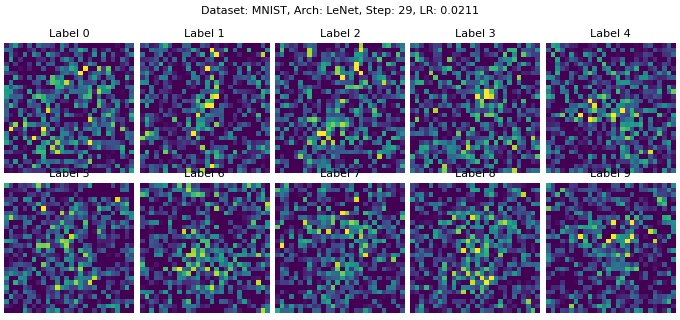 Dataset: MNIST, Arch: LeNet, Step: 29, LR: 0.0211
Label 0 Label 1 Label 2 Label 3 Label 4
Label 5 Label 6 Label 7 Label 8 Label 9